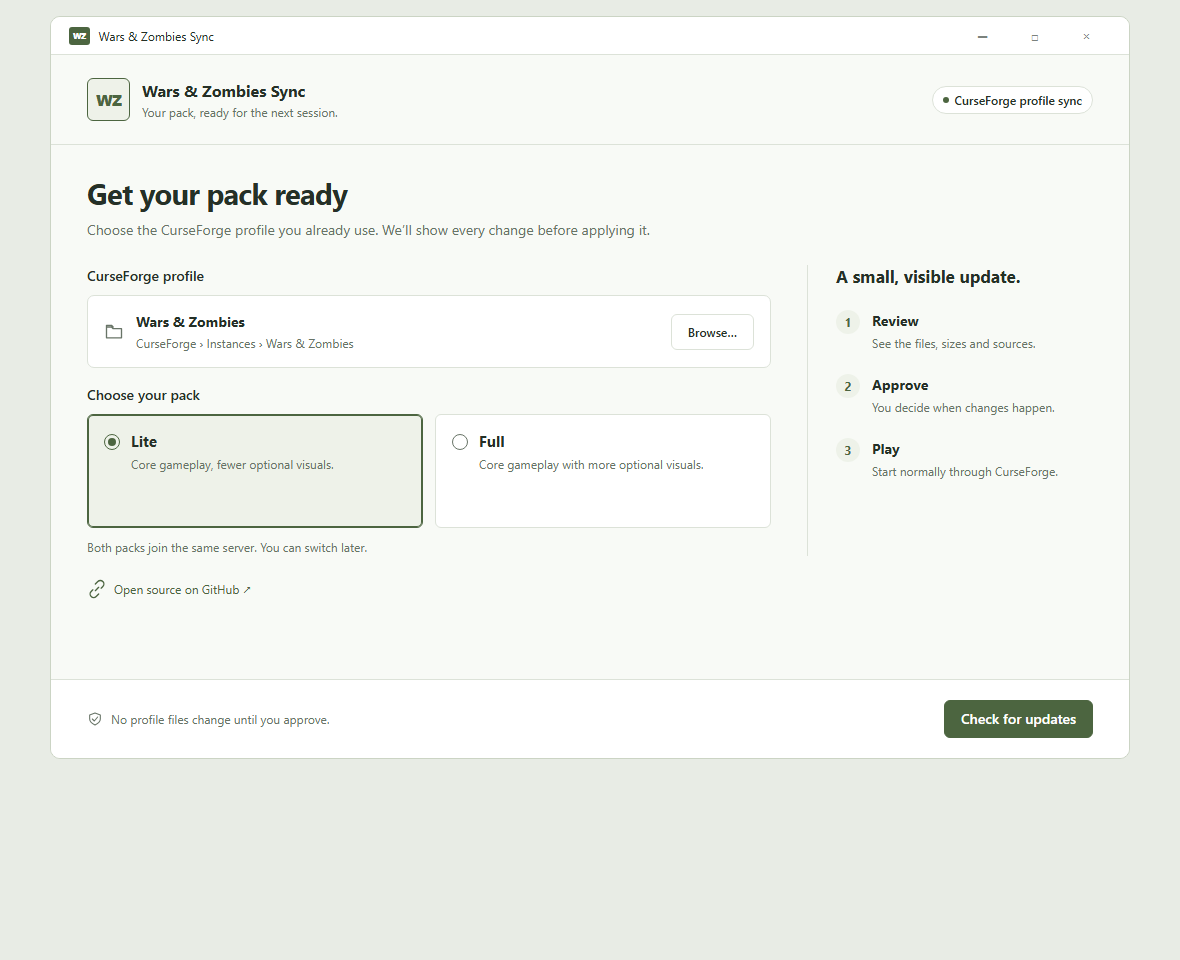 WZ Wars & Zombies Sync
WZ
Wars & Zombies Sync
Your pack, ready for the next session.
CurseForge profile sync
Get your pack ready
Choose the CurseForge profile you already use. We’ll show every change before applying it.
CurseForge profile
Wars & Zombies
CurseForge › Instances › Wars & Zombies
Browse...
Choose your pack
Lite
Core gameplay, fewer optional visuals.
Full
Core gameplay with more optional visuals.
Both packs join the same server. You can switch later.
Open source on GitHub ↗
A small, visible update.
1 Review
See the files, sizes and sources.
2 Approve
You decide when changes happen.
3 Play
Start normally through CurseForge.
No profile files change until you approve.
Check for updates